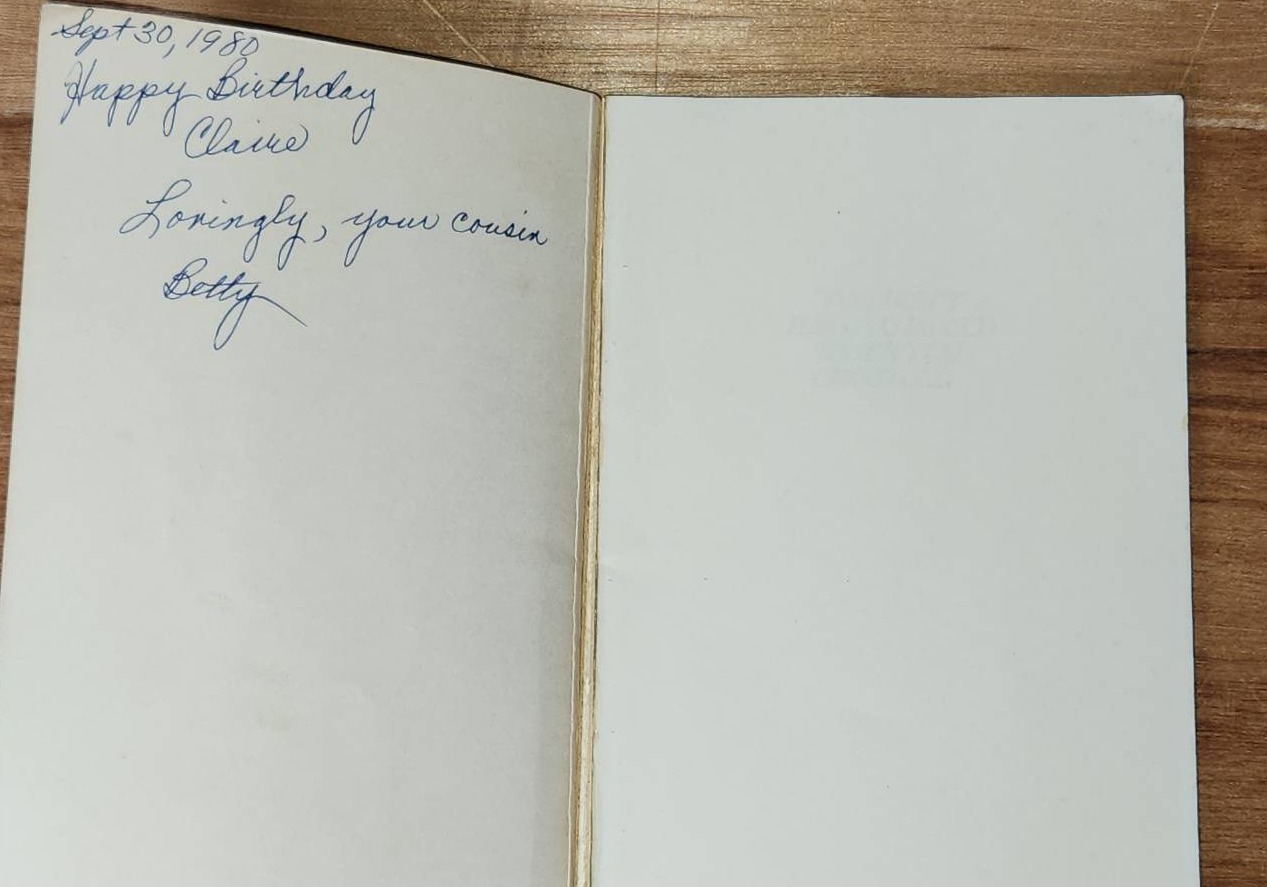 Sept 30, 1980
Happy Birthday
Claire
Lovingly, your cousin
Betty